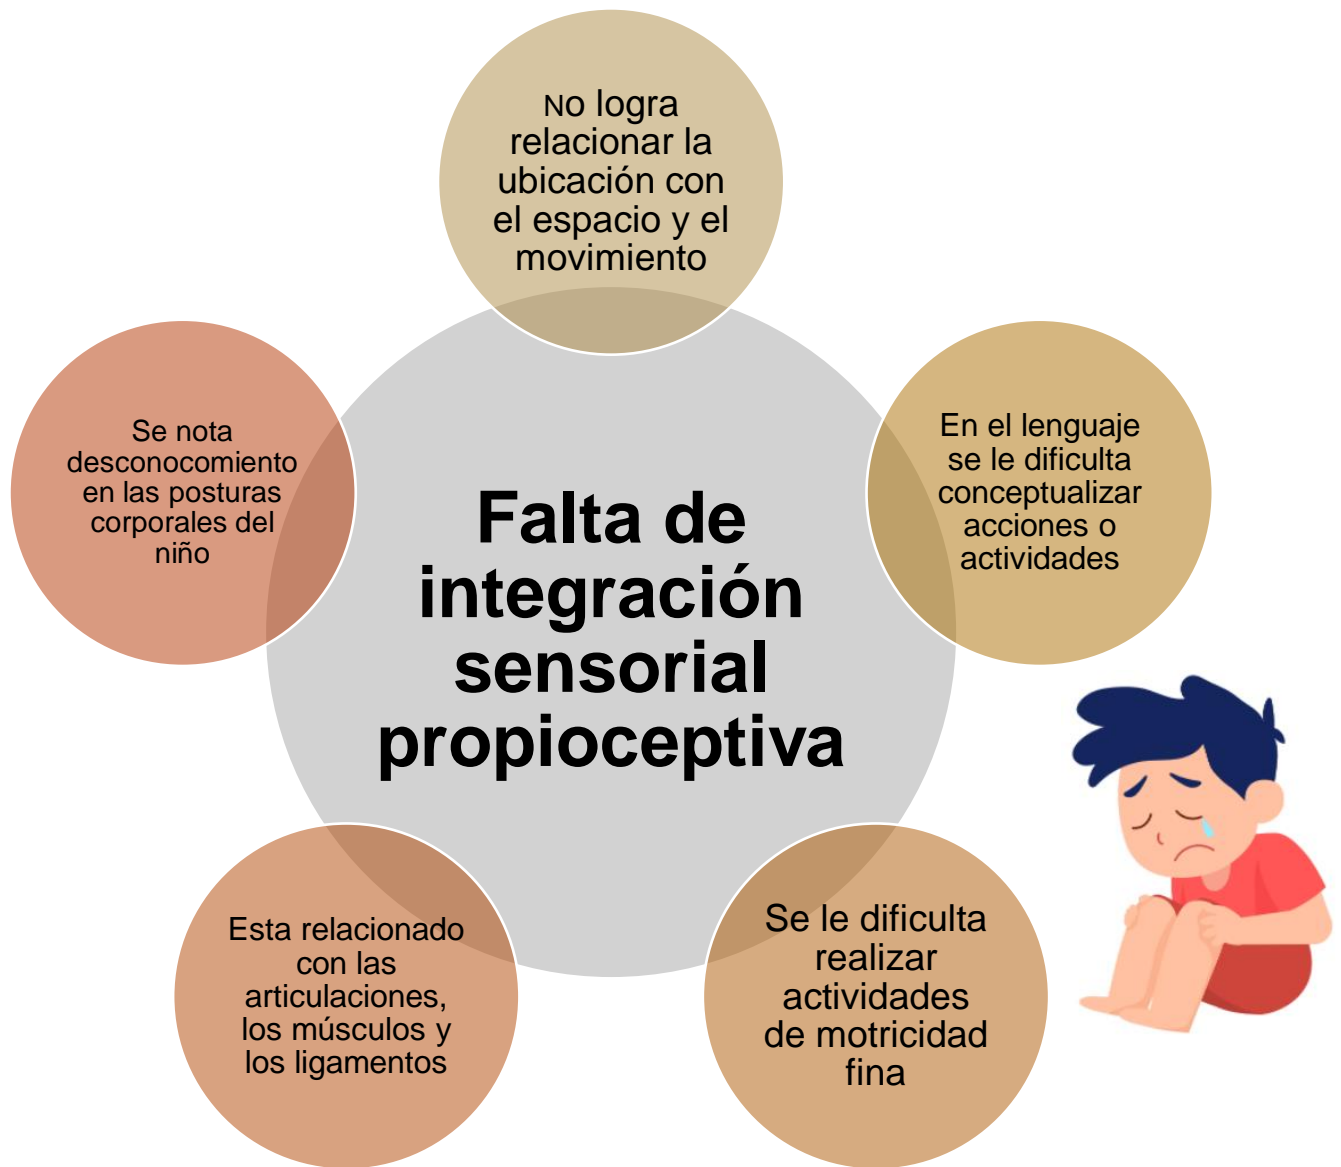 No logra
relacionar la
ubicación con
el espacio y el
movimiento
En el lenguaje
se le dificulta
conceptualizar
acciones o
actividades
Se nota
desconocomiento
en las posturas
corporales del
niño
Falta de
integración
sensorial
propioceptiva
Se le dificulta
realizar
actividades
de motricidad
fina
Esta relacionado
con las
articulaciones,
los músculos y
los ligamentos